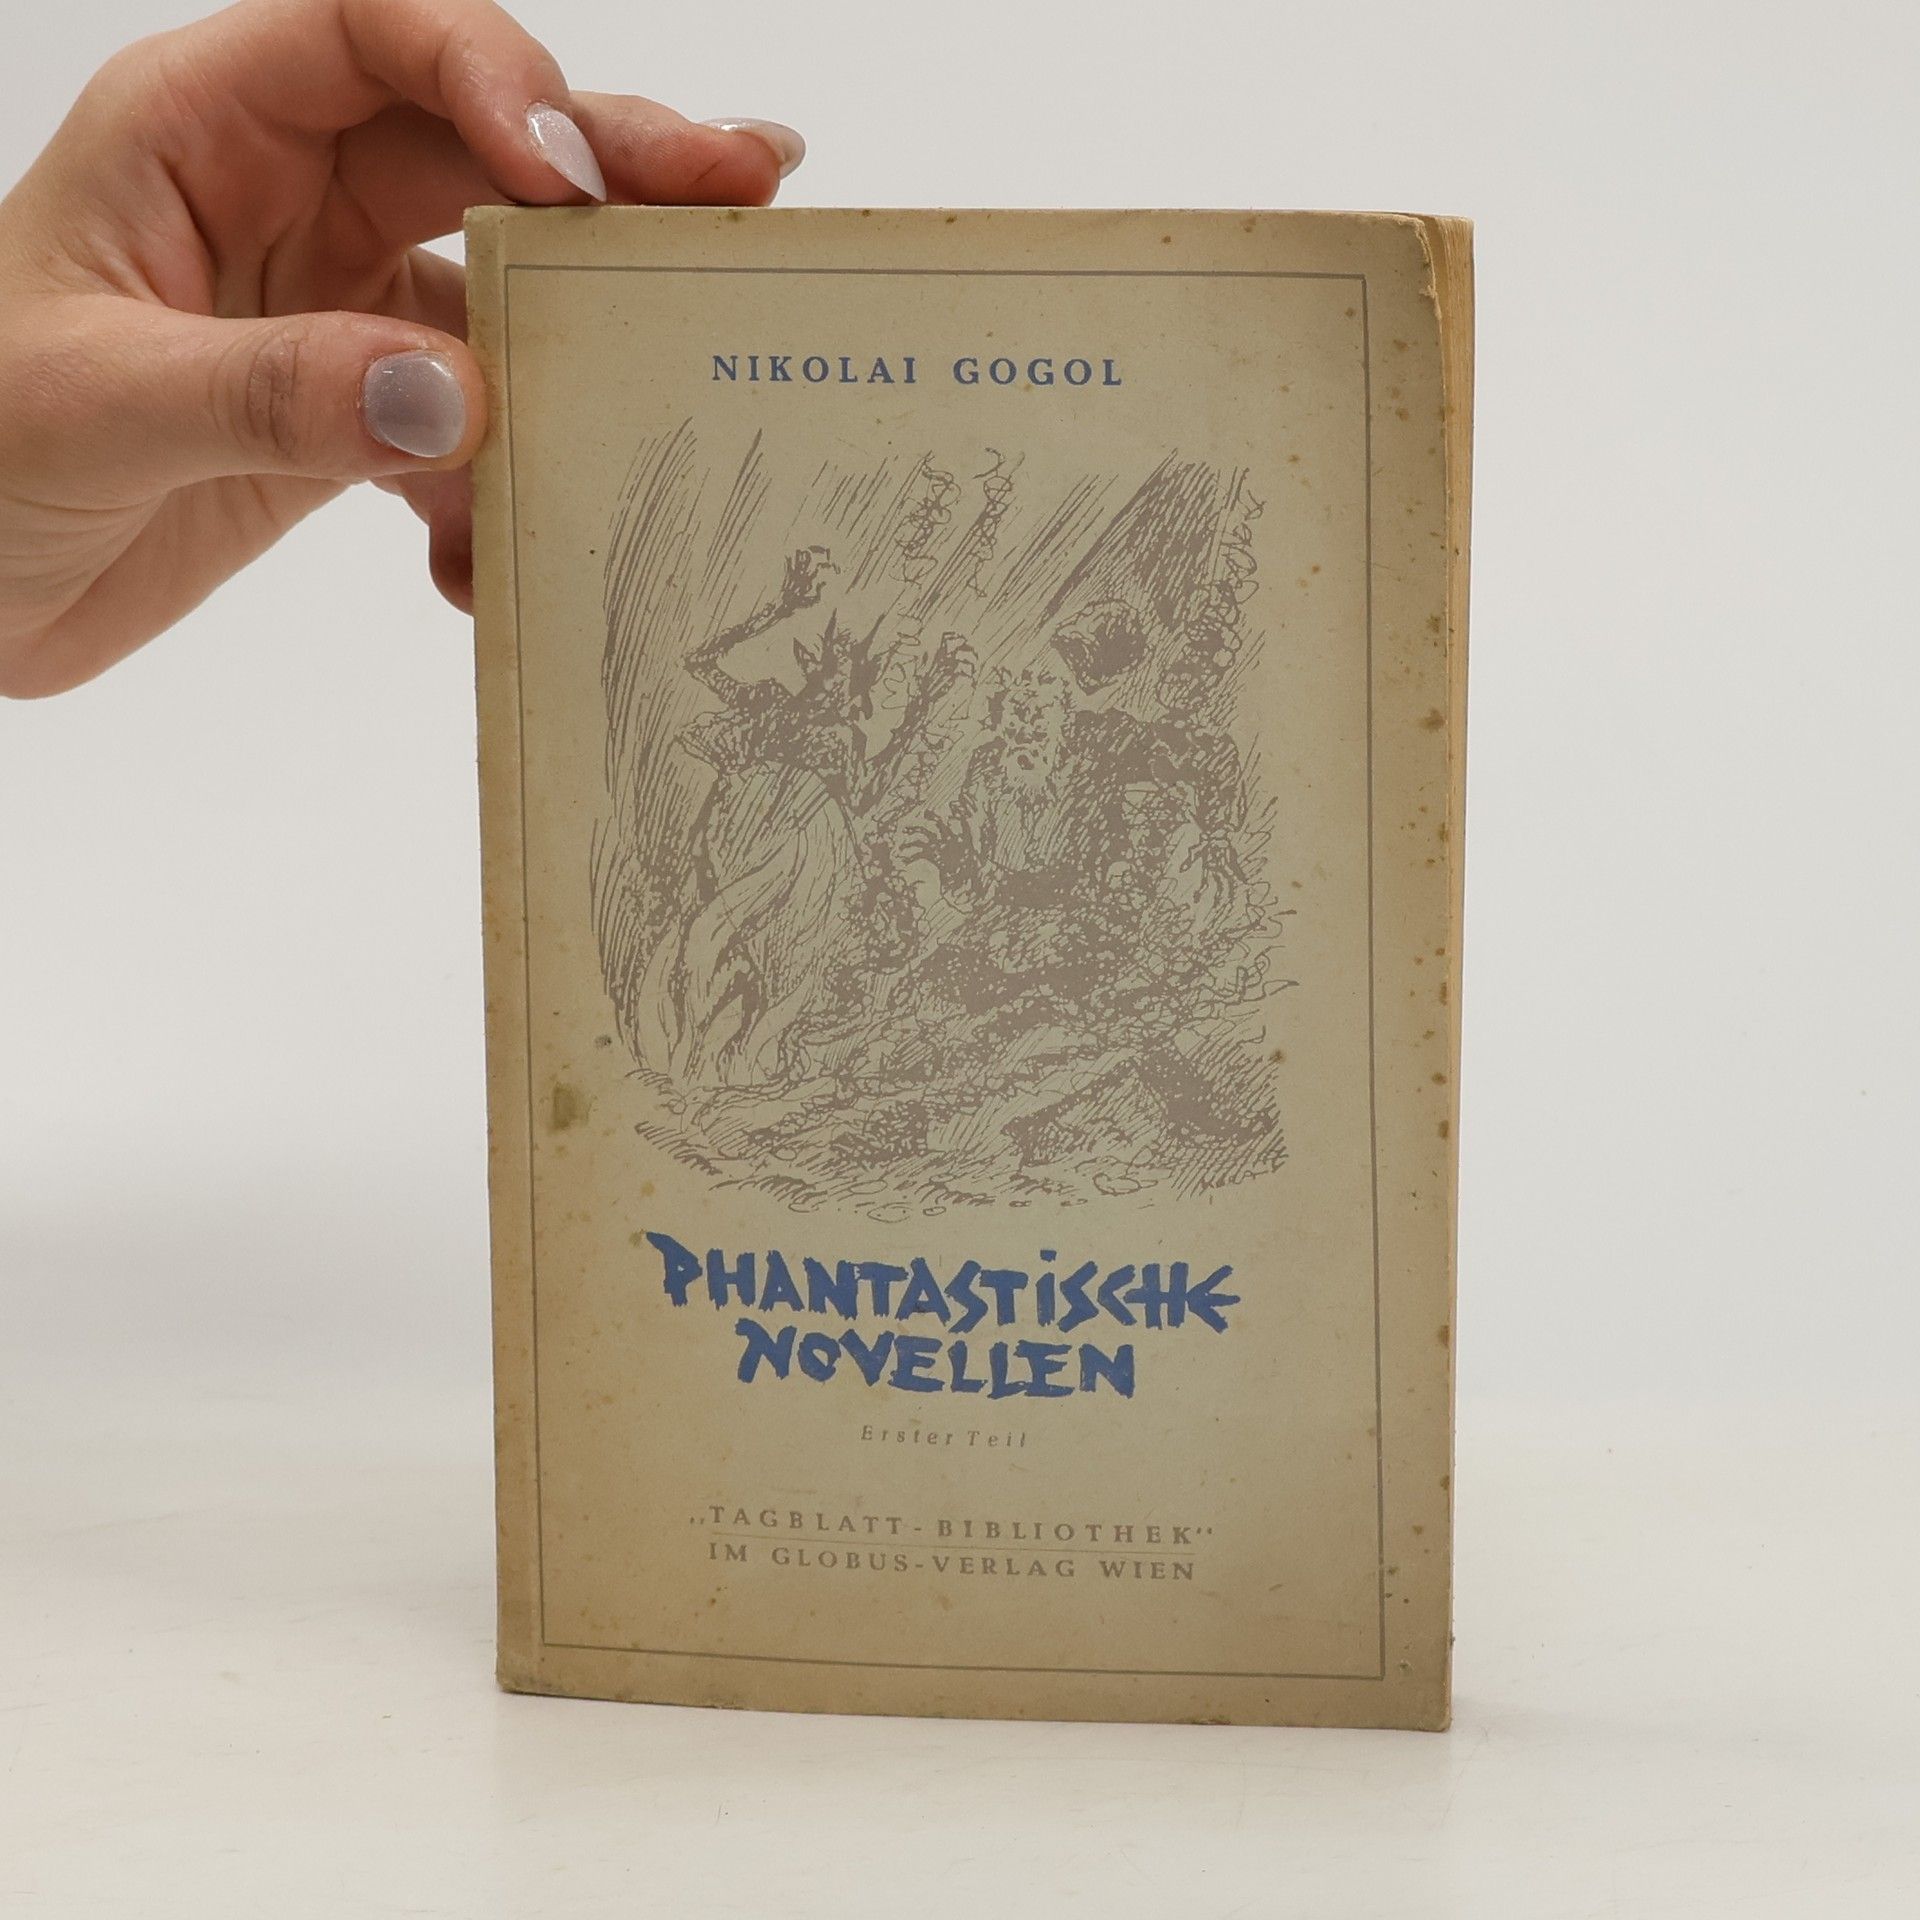 NIKOLAI GOGOL
PHANTASTISCHE
NOVELLEN
Erster Teil
„TAGBLATT-BIBLIOTHEK“
IM GLOBUS-VERLAG WIEN